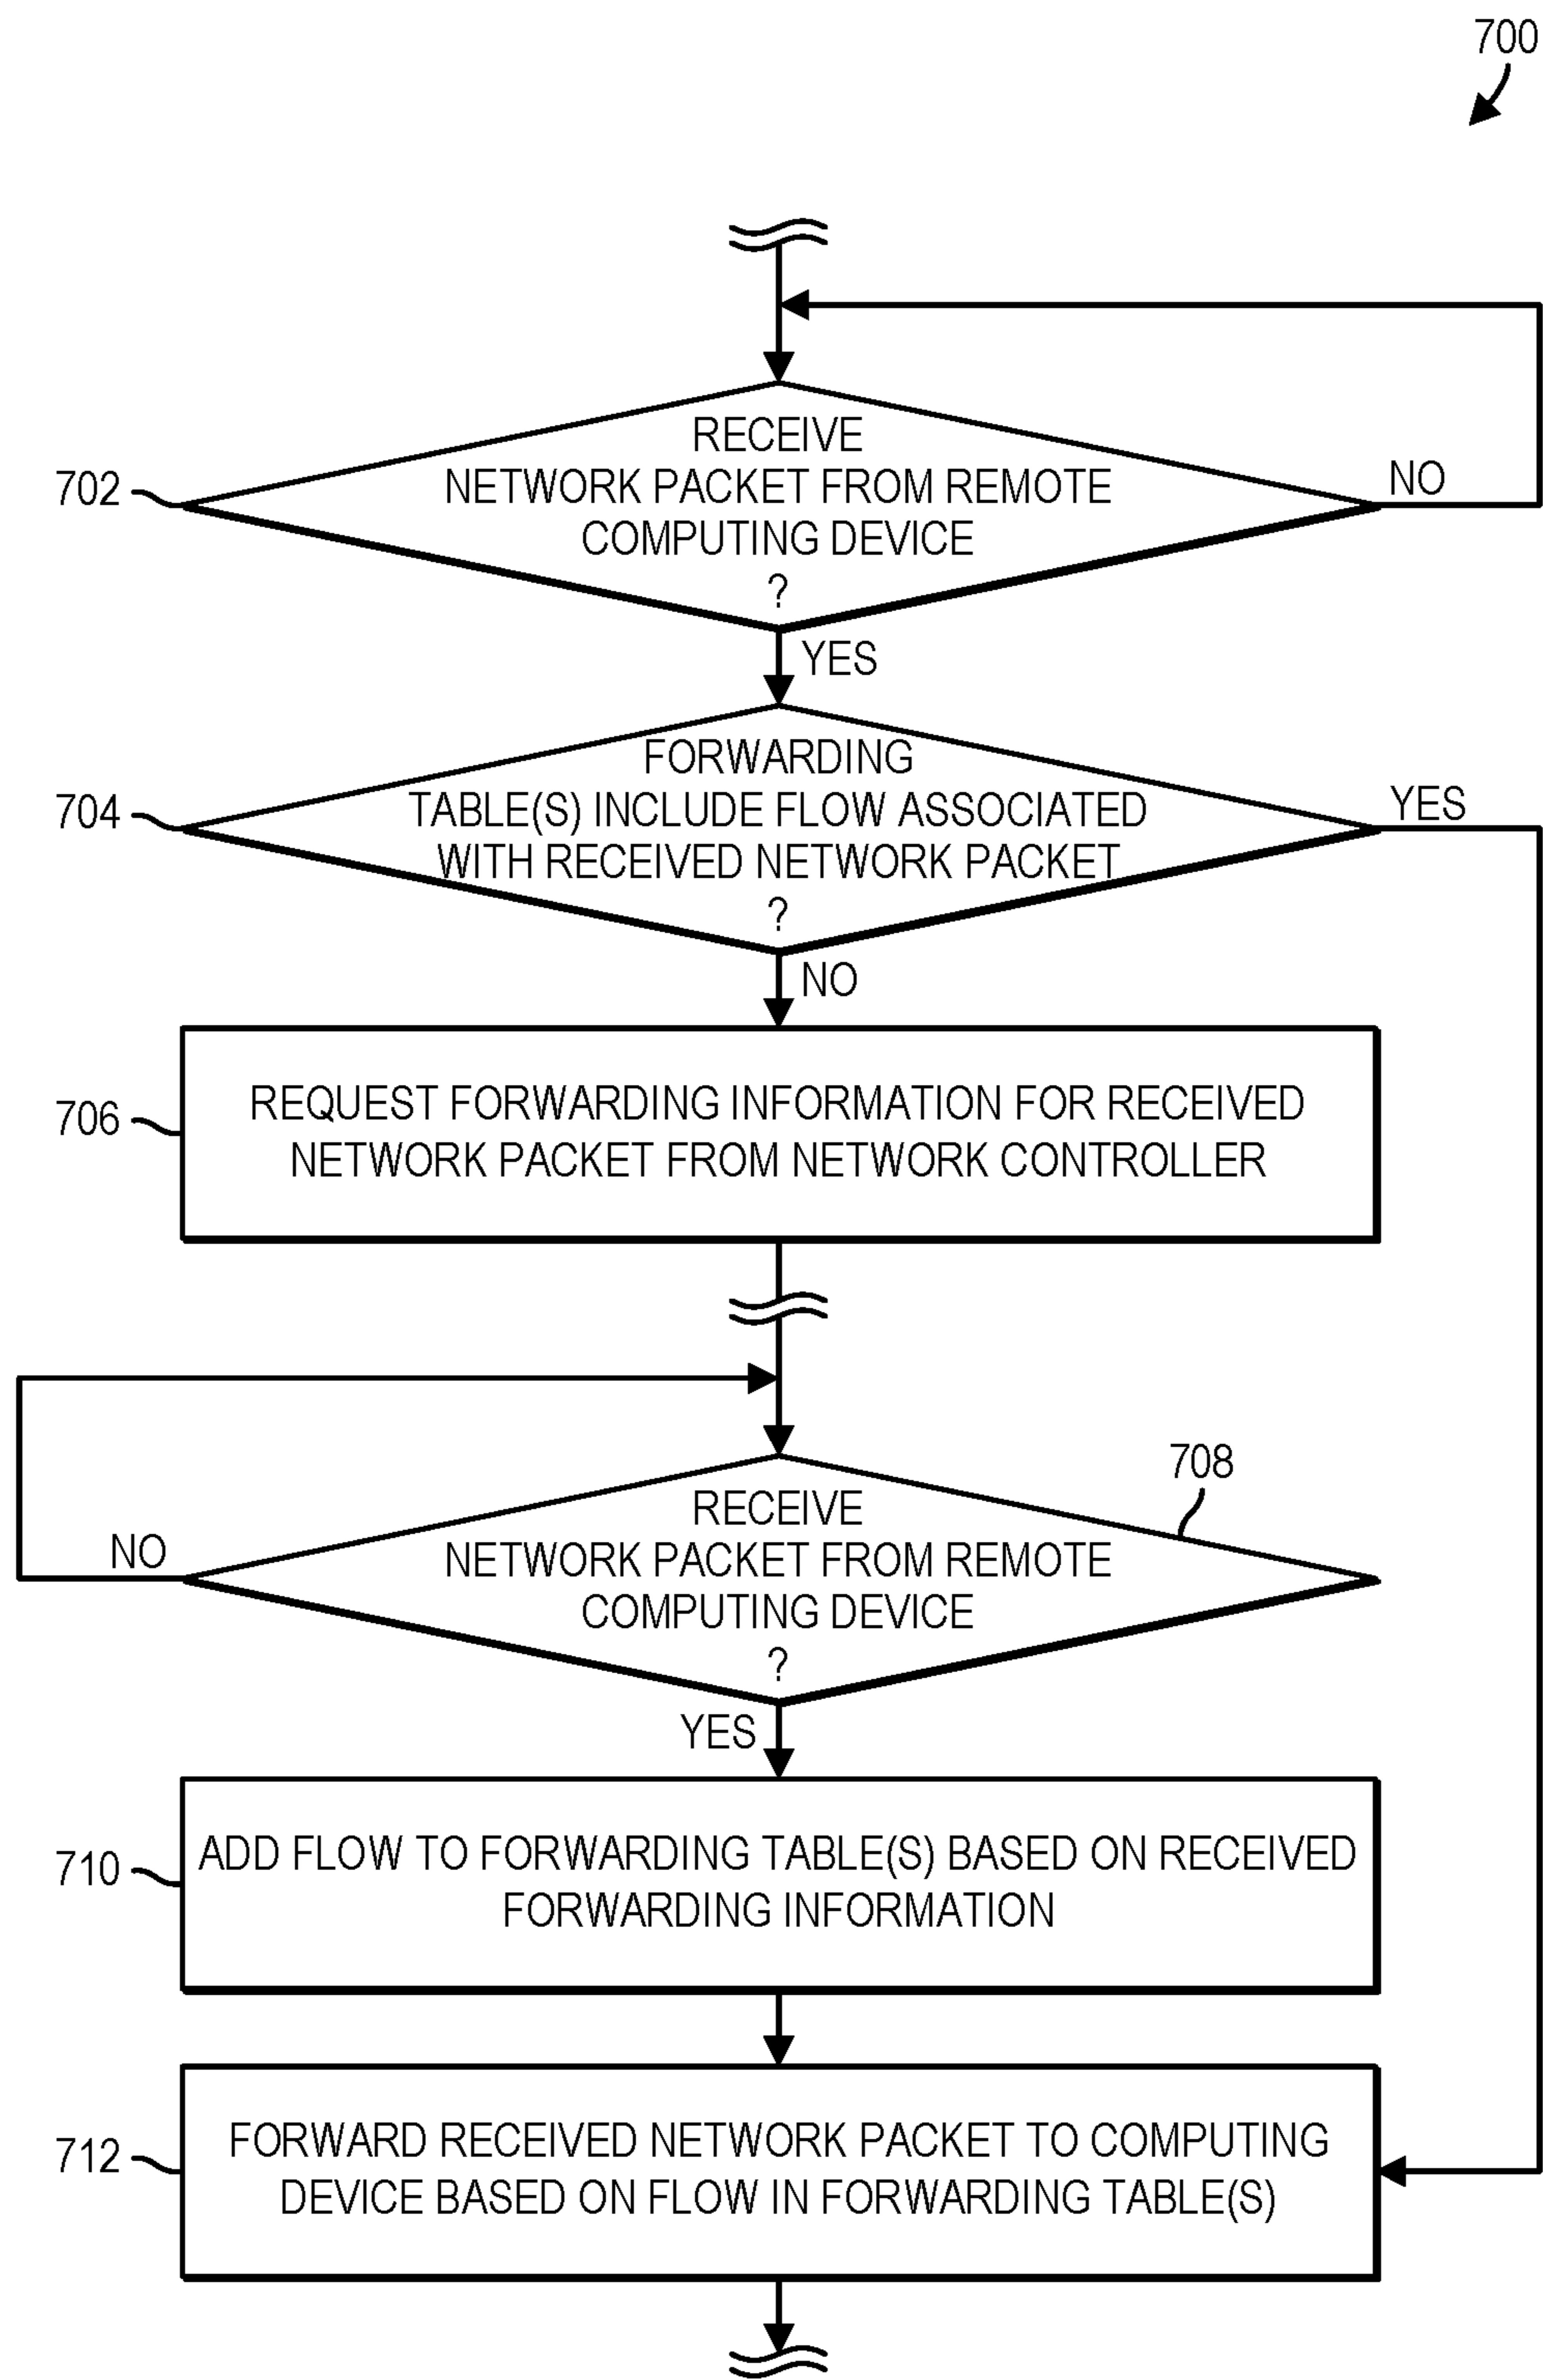 700
702
RECEIVE
NETWORK PACKET FROM REMOTE
COMPUTING DEVICE
?
NO
YES
704
FORWARDING
TABLE(S) INCLUDE FLOW ASSOCIATED
WITH RECEIVED NETWORK PACKET
?
YES
NO
706
REQUEST FORWARDING INFORMATION FOR RECEIVED
NETWORK PACKET FROM NETWORK CONTROLLER
708
RECEIVE
NETWORK PACKET FROM REMOTE
COMPUTING DEVICE
?
NO
YES
710
ADD FLOW TO FORWARDING TABLE(S) BASED ON RECEIVED
FORWARDING INFORMATION
712
FORWARD RECEIVED NETWORK PACKET TO COMPUTING
DEVICE BASED ON FLOW IN FORWARDING TABLE(S)